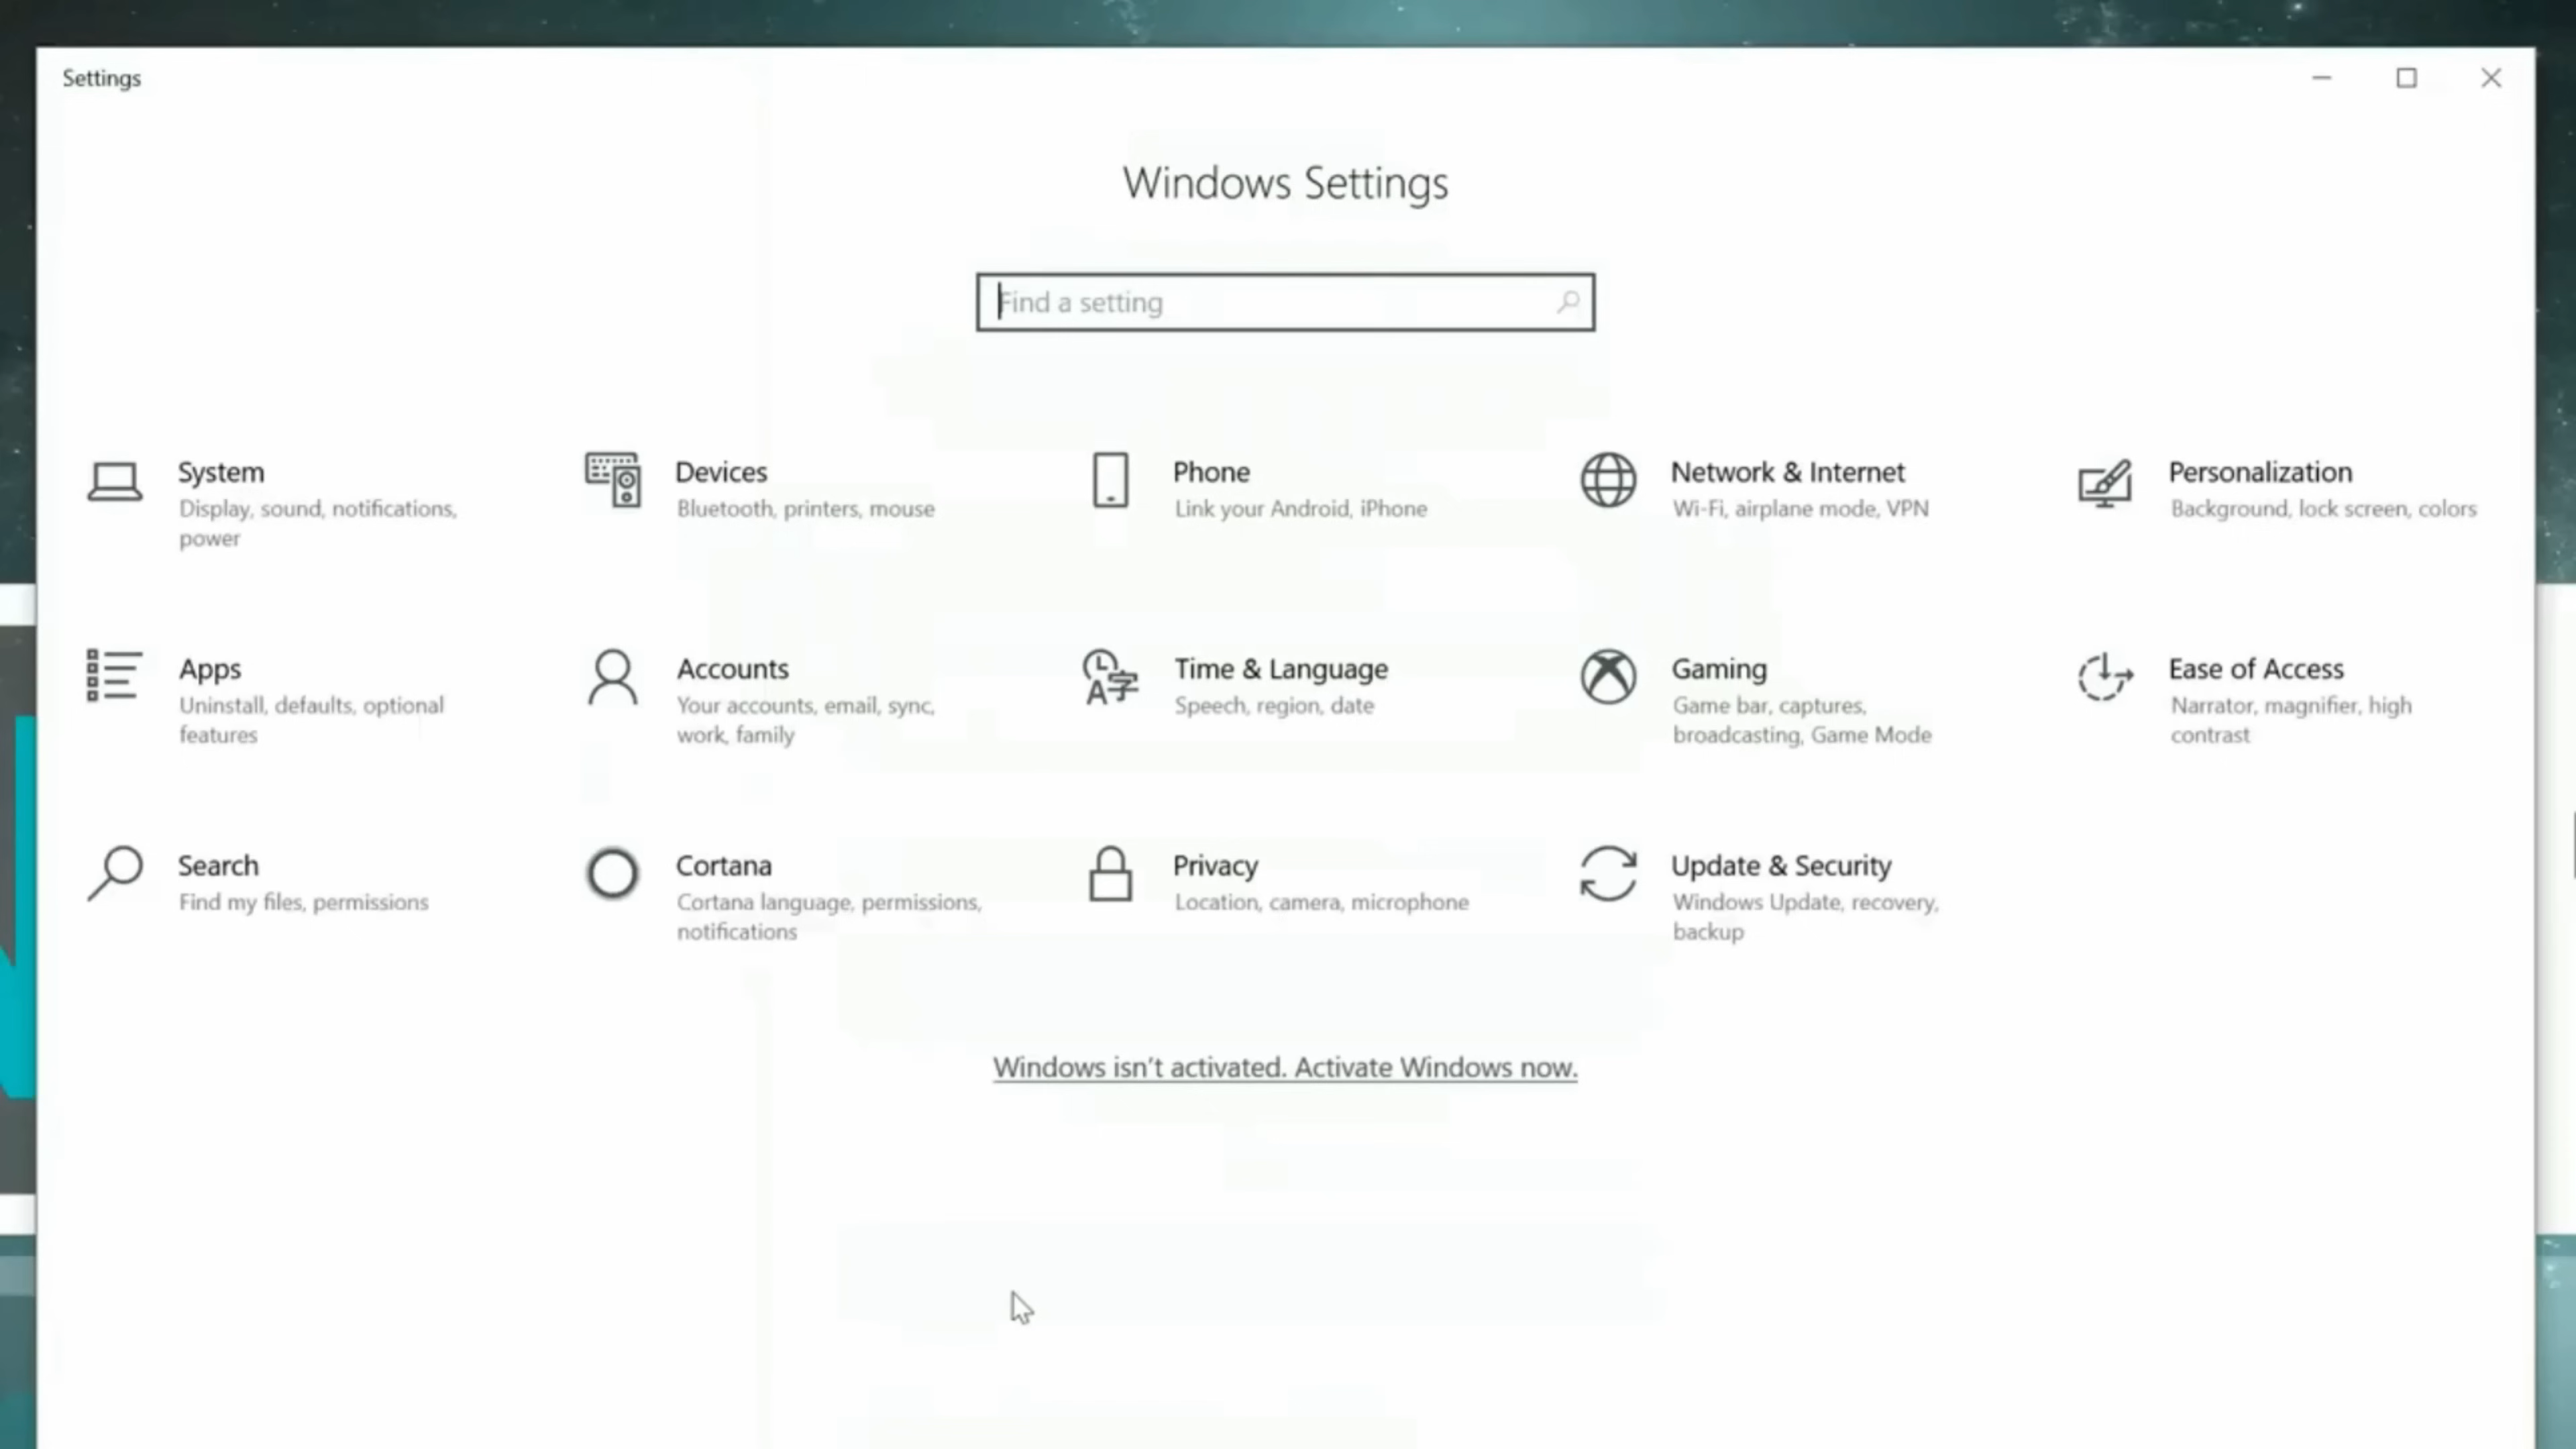 Settings
Windows Settings
Find a setting
System
Display, sound, notifications,
power
Devices
Bluetooth, printers, mouse
Phone
Link your Android, iPhone
Network & Internet
Wi-Fi, airplane mode, VPN
Personalization
Background, lock screen, colors
Apps
Uninstall, defaults, optional
features
Accounts
Your accounts, email, sync,
work, family
Time & Language
Speech, region, date
Gaming
Game bar, captures,
broadcasting, Game Mode
Ease of Access
Narrator, magnifier, high
contrast
Search
Find my files, permissions
Cortana
Cortana language, permissions,
notifications
Privacy
Location, camera, microphone
Update & Security
Windows Update, recovery,
backup
Windows isn't activated. Activate Windows now.